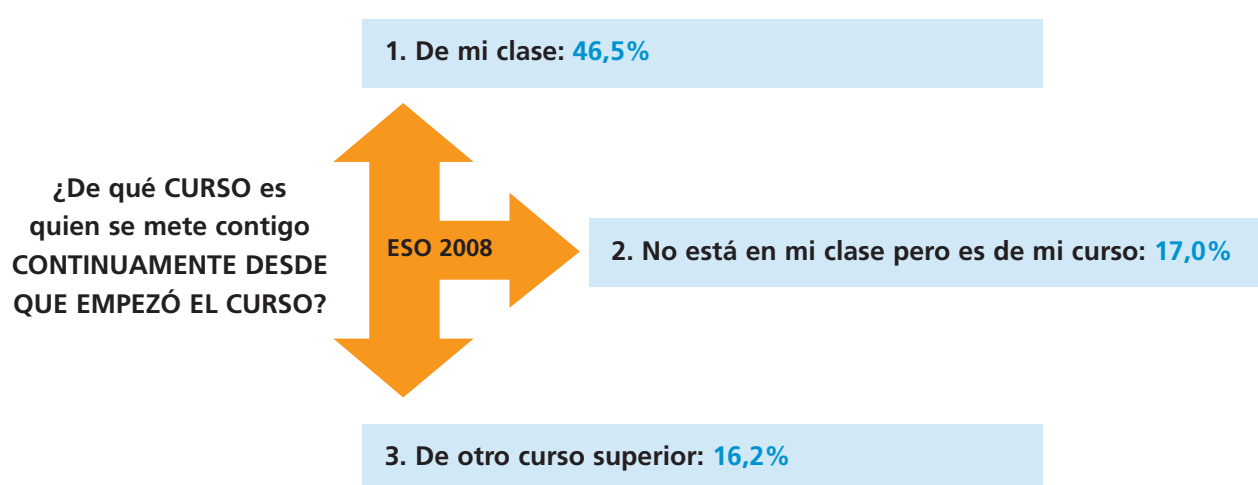 1. De mi clase: 46,5%
¿De qué CURSO es
quien se mete contigo
CONTINUAMENTE DESDE
QUE EMPEZÓ EL CURSO?
ESO 2008
2. No está en mi clase pero es de mi curso: 17,0%
3. De otro curso superior: 16,2%